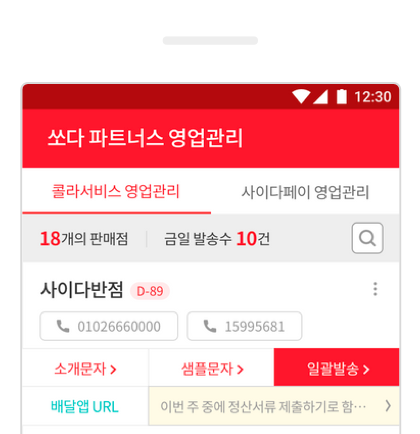 12:30
쏘다 파트너스 영업관리
콜라서비스 영업관리 사이다페이 영업관리
18개의 판매점 금일 발송수 10건
사이다반점 D-89
01026660000 15995681
소개문자 > 샘플문자 > 일괄발송 >
배달앱 URL 이번 주 중에 정산서류 제출하기로 함··· >